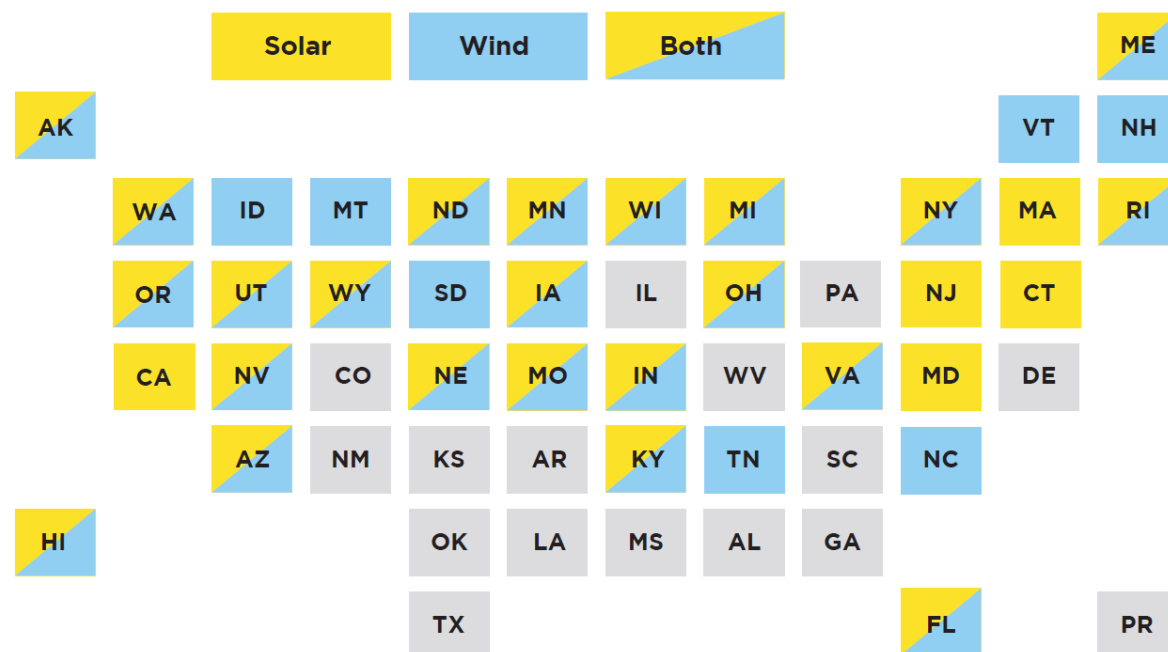 Solar Wind Both ME
AK VT NH
WA ID MT ND MN WI MI NY MA RI
OR UT WY SD IA IL OH PA NJ CT
CA NV CO NE MO IN WV VA MD DE
AZ NM KS AR KY TN SC NC
HI OK LA MS AL GA
TX FL PR